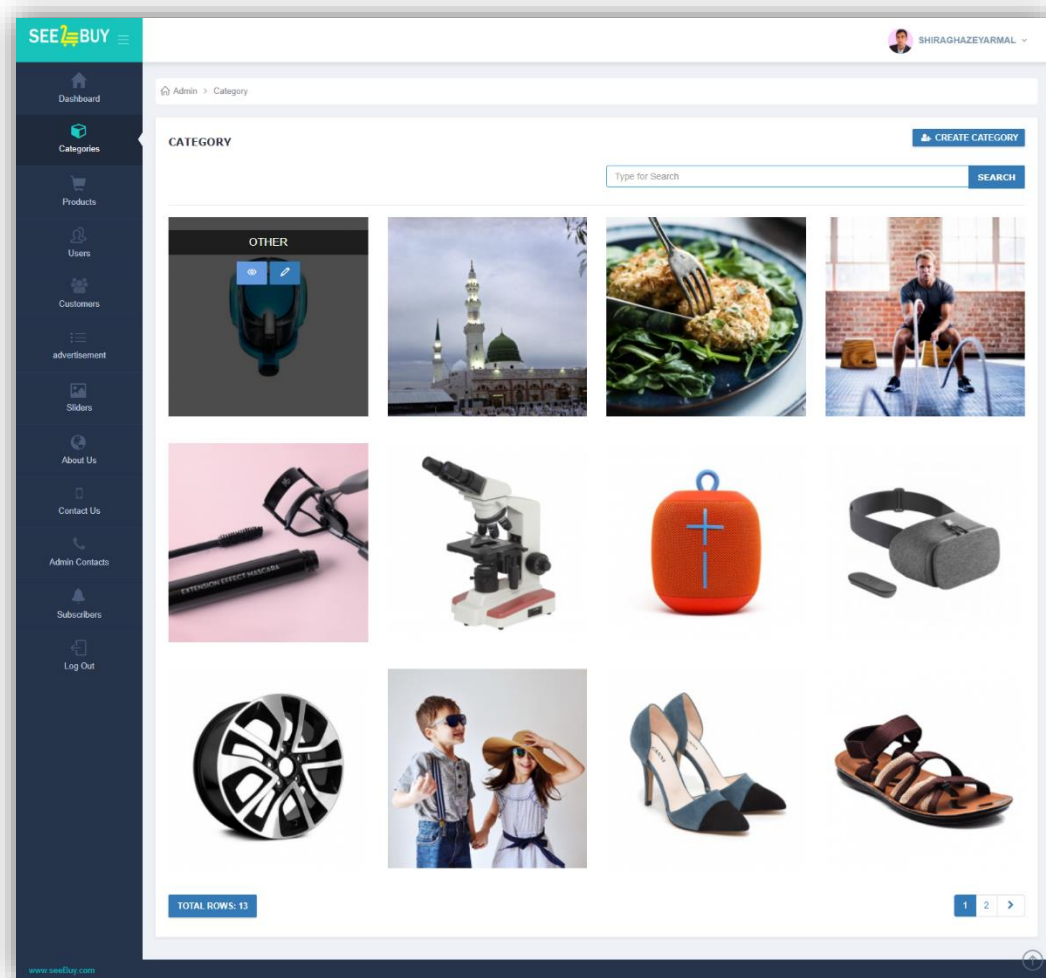 SEE2BUY
SHIRAGHAZEYARMAL
Dashboard
Categories
Products
Users
Customers
advertisement
Sliders
About Us
Contact Us
Admin Contacts
Subscribers
Log Out
Admin > Category
CATEGORY
CREATE CATEGORY
Type for Search
SEARCH
OTHER
EXTENSION EFFECT MASCARA
TOTAL ROWS: 13
1 2 >
www.seeBuy.com